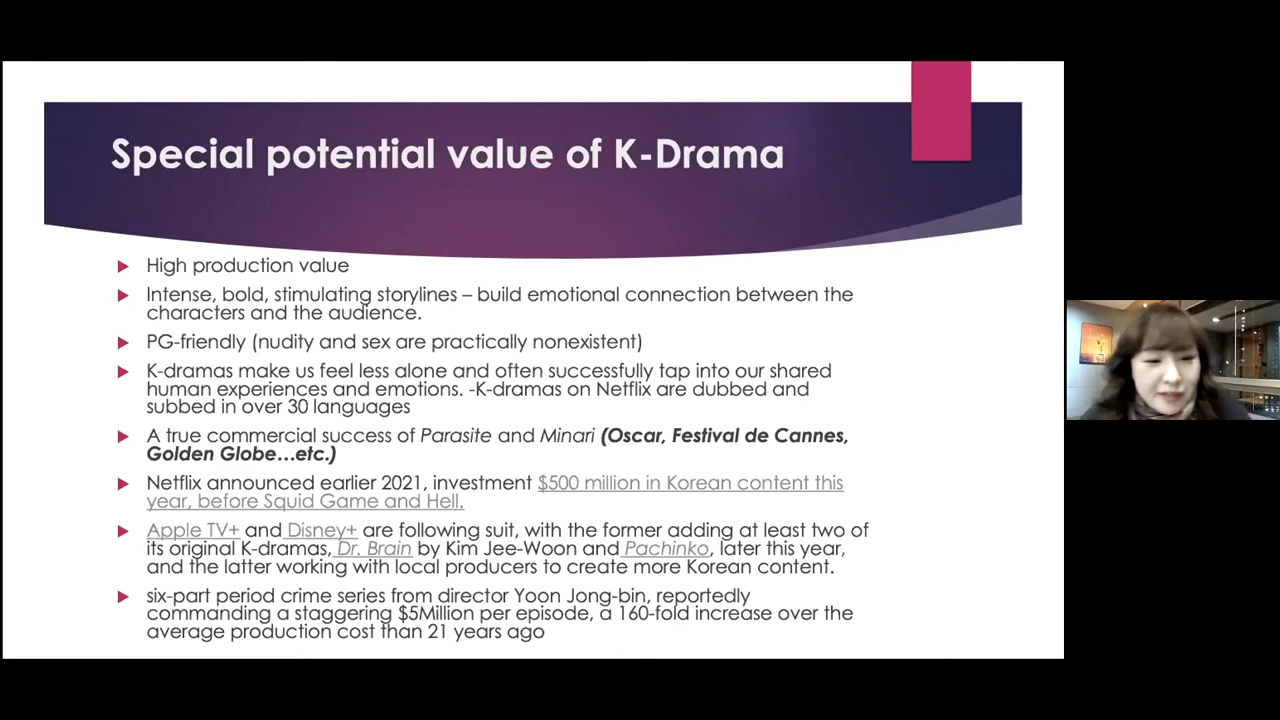 Special potential value of K-Drama
High production value
Intense, bold, stimulating storylines – build emotional connection between the
characters and the audience.
PG-friendly (nudity and sex are practically nonexistent)
K-dramas make us feel less alone and often successfully tap into our shared
human experiences and emotions. -K-dramas on Netflix are dubbed and
subbed in over 30 languages
A true commercial success of Parasite and Minari (Oscar, Festival de Cannes,
Golden Globe…etc.)
Netflix announced earlier 2021, investment $500 million in Korean content this
year, before Squid Game and Hell.
Apple TV+ and Disney+ are following suit, with the former adding at least two of
its original K-dramas, Dr. Brain by Kim Jee-Woon and Pachinko, later this year,
and the latter working with local producers to create more Korean content.
six-part period crime series from director Yoon Jong-bin, reportedly
commanding a staggering $5Million per episode, a 160-fold increase over the
average production cost than 21 years ago